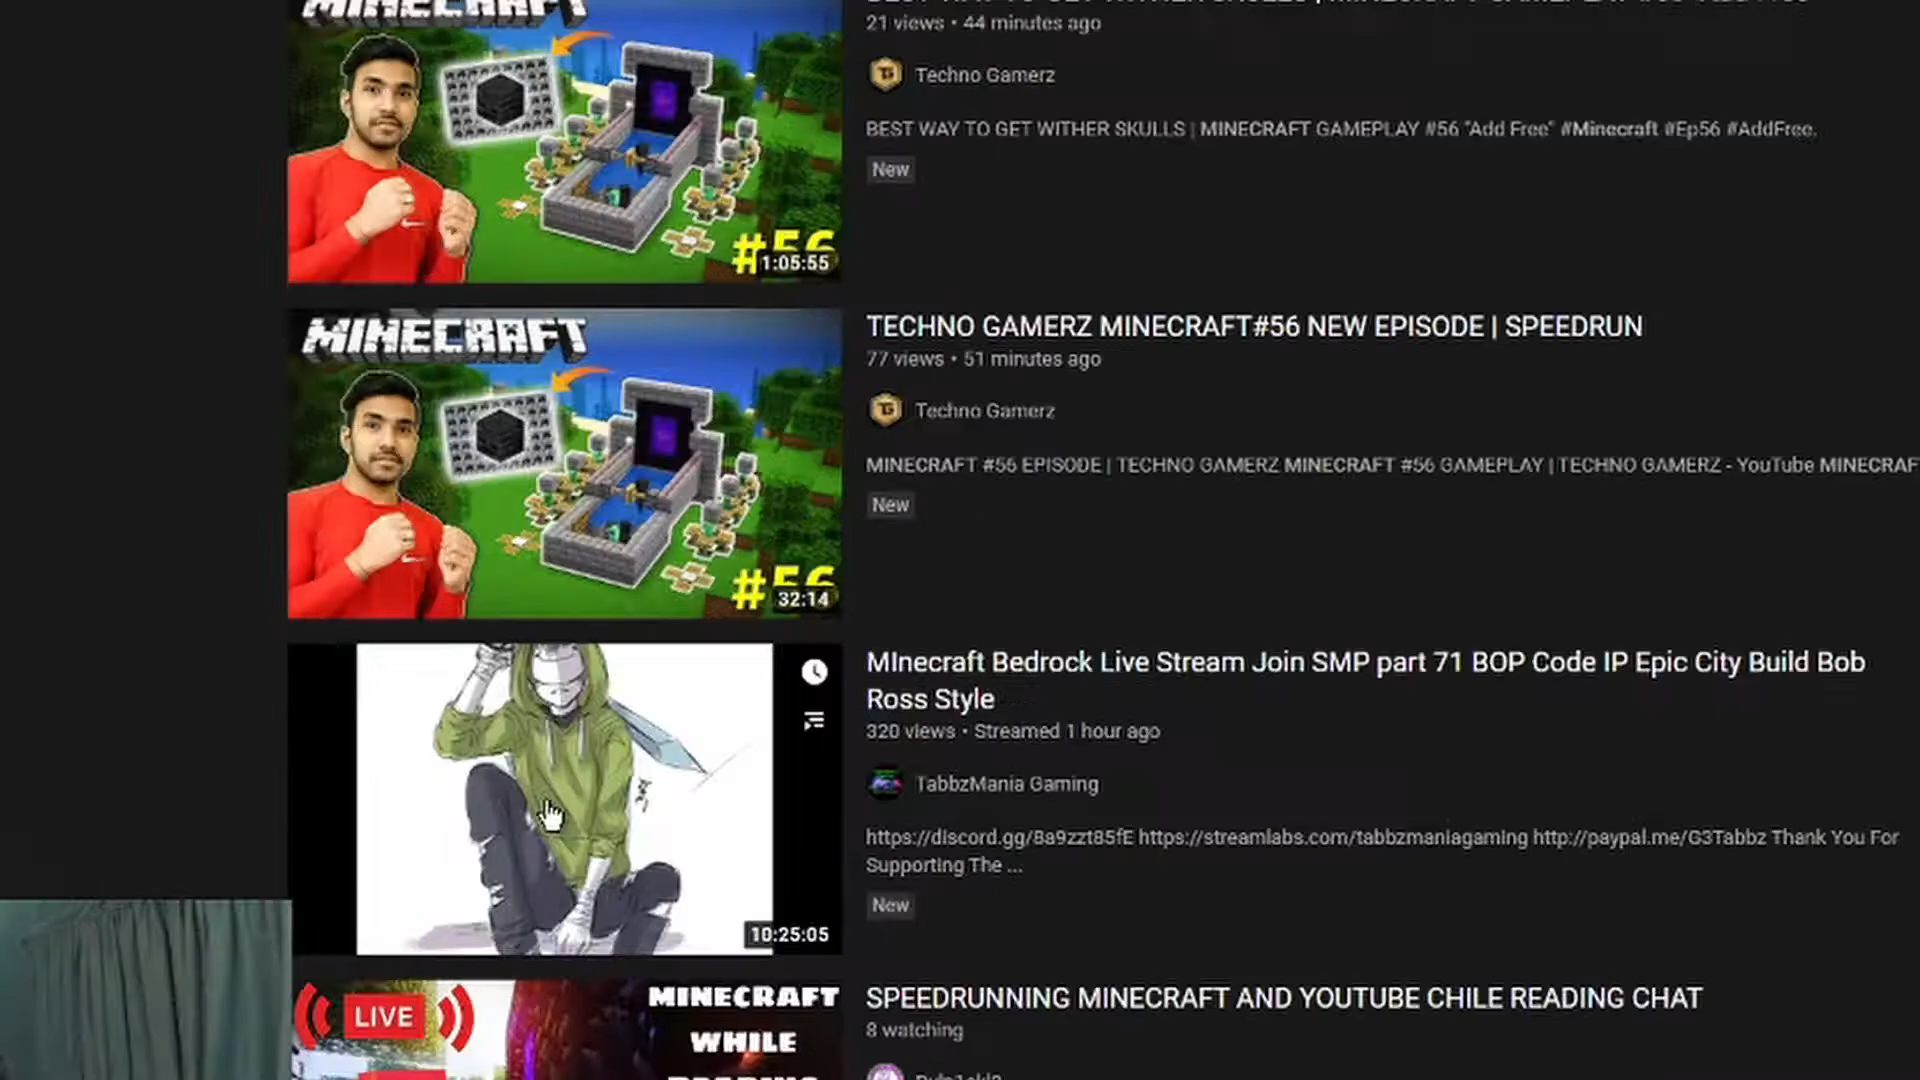 MINECRAFT
21 views • 44 minutes ago
Techno Gamerz
BEST WAY TO GET WITHER SKULLS | MINECRAFT GAMEPLAY #56 "Add Free" #Minecraft #Ep56 #AddFree.
New
#56
1:05:55
MINECRAFT
TECHNO GAMERZ MINECRAFT#56 NEW EPISODE | SPEEDRUN
77 views • 51 minutes ago
Techno Gamerz
MINECRAFT #56 EPISODE | TECHNO GAMERZ MINECRAFT #56 GAMEPLAY | TECHNO GAMERZ - YouTube MINECRAF
New
#56
32:14
MInecraft Bedrock Live Stream Join SMP part 71 BOP Code IP Epic City Build Bob
Ross Style
320 views • Streamed 1 hour ago
TabbzMania Gaming
https://discord.gg/8a9zzt85fE https://streamlabs.com/tabbzmaniagaming http://paypal.me/G3Tabbz Thank You For
Supporting The ...
New
10:25:05
LIVE
MINECRAFT
WHILE
SPEEDRUNNING MINECRAFT AND YOUTUBE CHILE READING CHAT
8 watching